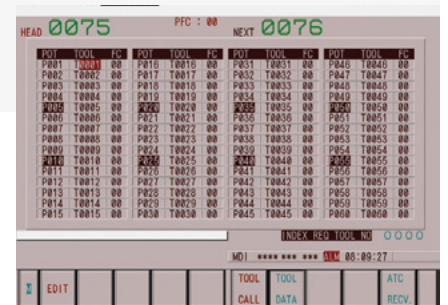 HEAD 0075 PFC : 00 NEXT 0076
POT TOOL FC POT TOOL FC POT TOOL FC POT TOOL FC
P001 T0001 P016 T0016 00 P031 T0031 00 P046 T0046 00
P002 T0002 00 P017 T0017 00 P032 T0032 00 P047 T0047 00
P003 T0003 00 P018 T0018 00 P033 T0033 00 P048 T0048 00
P004 T0004 00 P019 T0019 00 P034 T0034 00 P049 T0049 00
P005 T0005 00 P020 T0020 00 P035 T0035 00 P050 T0050 00
P006 T0006 00 P021 T0021 00 P036 T0036 00 P051 T0051 00
P007 T0007 00 P022 T0022 00 P037 T0037 00 P052 T0052 00
P008 T0008 00 P023 T0023 00 P038 T0038 00 P053 T0053 00
P009 T0009 00 P024 T0024 00 P039 T0039 00 P054 T0054 00
P010 T0010 00 P025 T0025 00 P040 T0040 00 P055 T0055 00
P011 T0011 00 P026 T0026 00 P041 T0041 00 P056 T0056 00
P012 T0012 00 P027 T0027 00 P042 T0042 00 P057 T0057 00
P013 T0013 00 P028 T0028 00 P043 T0043 00 P058 T0058 00
P014 T0014 00 P029 T0029 00 P044 T0044 00 P059 T0059 00
P015 T0015 00 P030 T0030 00 P045 T0045 00 P060 T0060 00
INDEX REQ TOOL NO 0000
MDI **** *** *** ALM 08:09:27
EDIT TOOL CALL TOOL DATA ATC RECV.